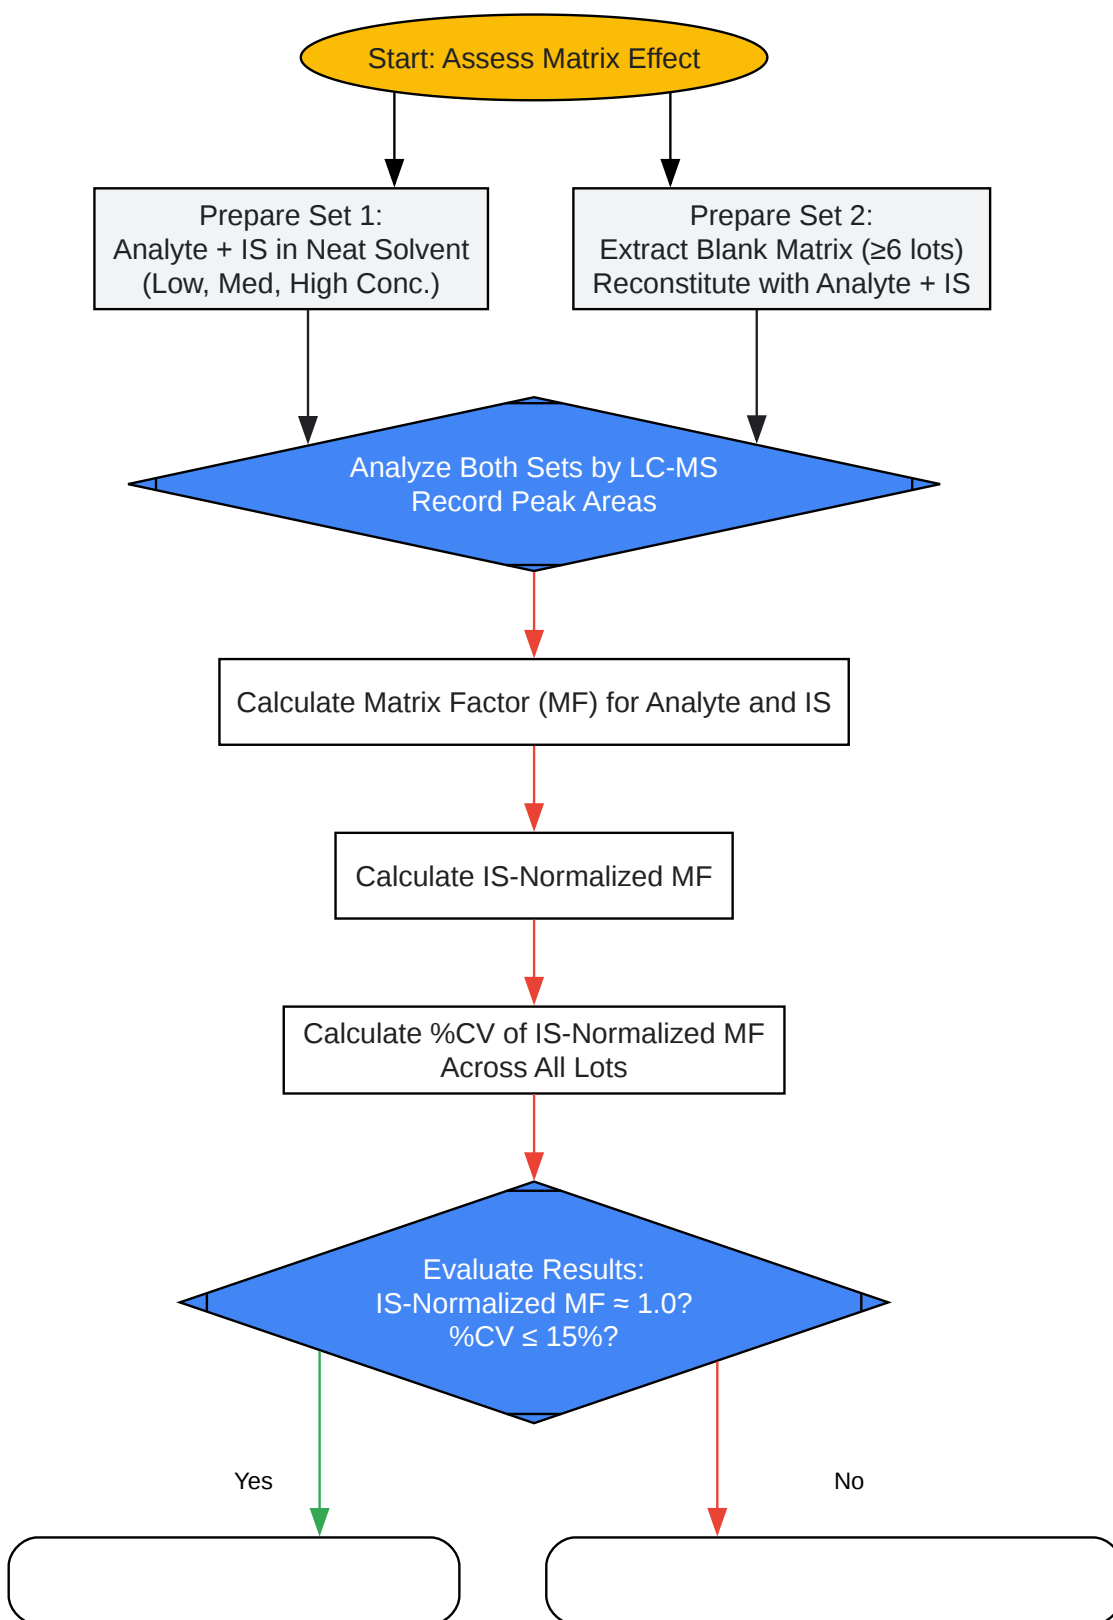 Start: Assess Matrix Effect
Prepare Set 1:
Analyte + IS in Neat Solvent
(Low, Med, High Conc.)
Prepare Set 2:
Extract Blank Matrix (≥6 lots)
Reconstitute with Analyte + IS
Analyze Both Sets by LC-MS
Record Peak Areas
Calculate Matrix Factor (MF) for Analyte and IS
Calculate IS-Normalized MF
Calculate %CV of IS-Normalized MF
Across All Lots
Evaluate Results:
IS-Normalized MF ≈ 1.0?
%CV ≤ 15%?
Yes
No